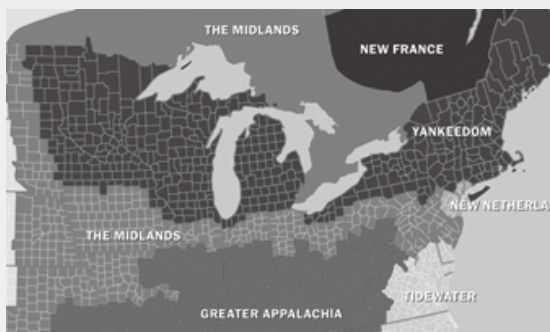 THE MIDLANDS
NEW FRANCE
YANKEEDOM
NEW NETHERLA
THE MIDLANDS
TIDEWATER
GREATER APPALACHIA